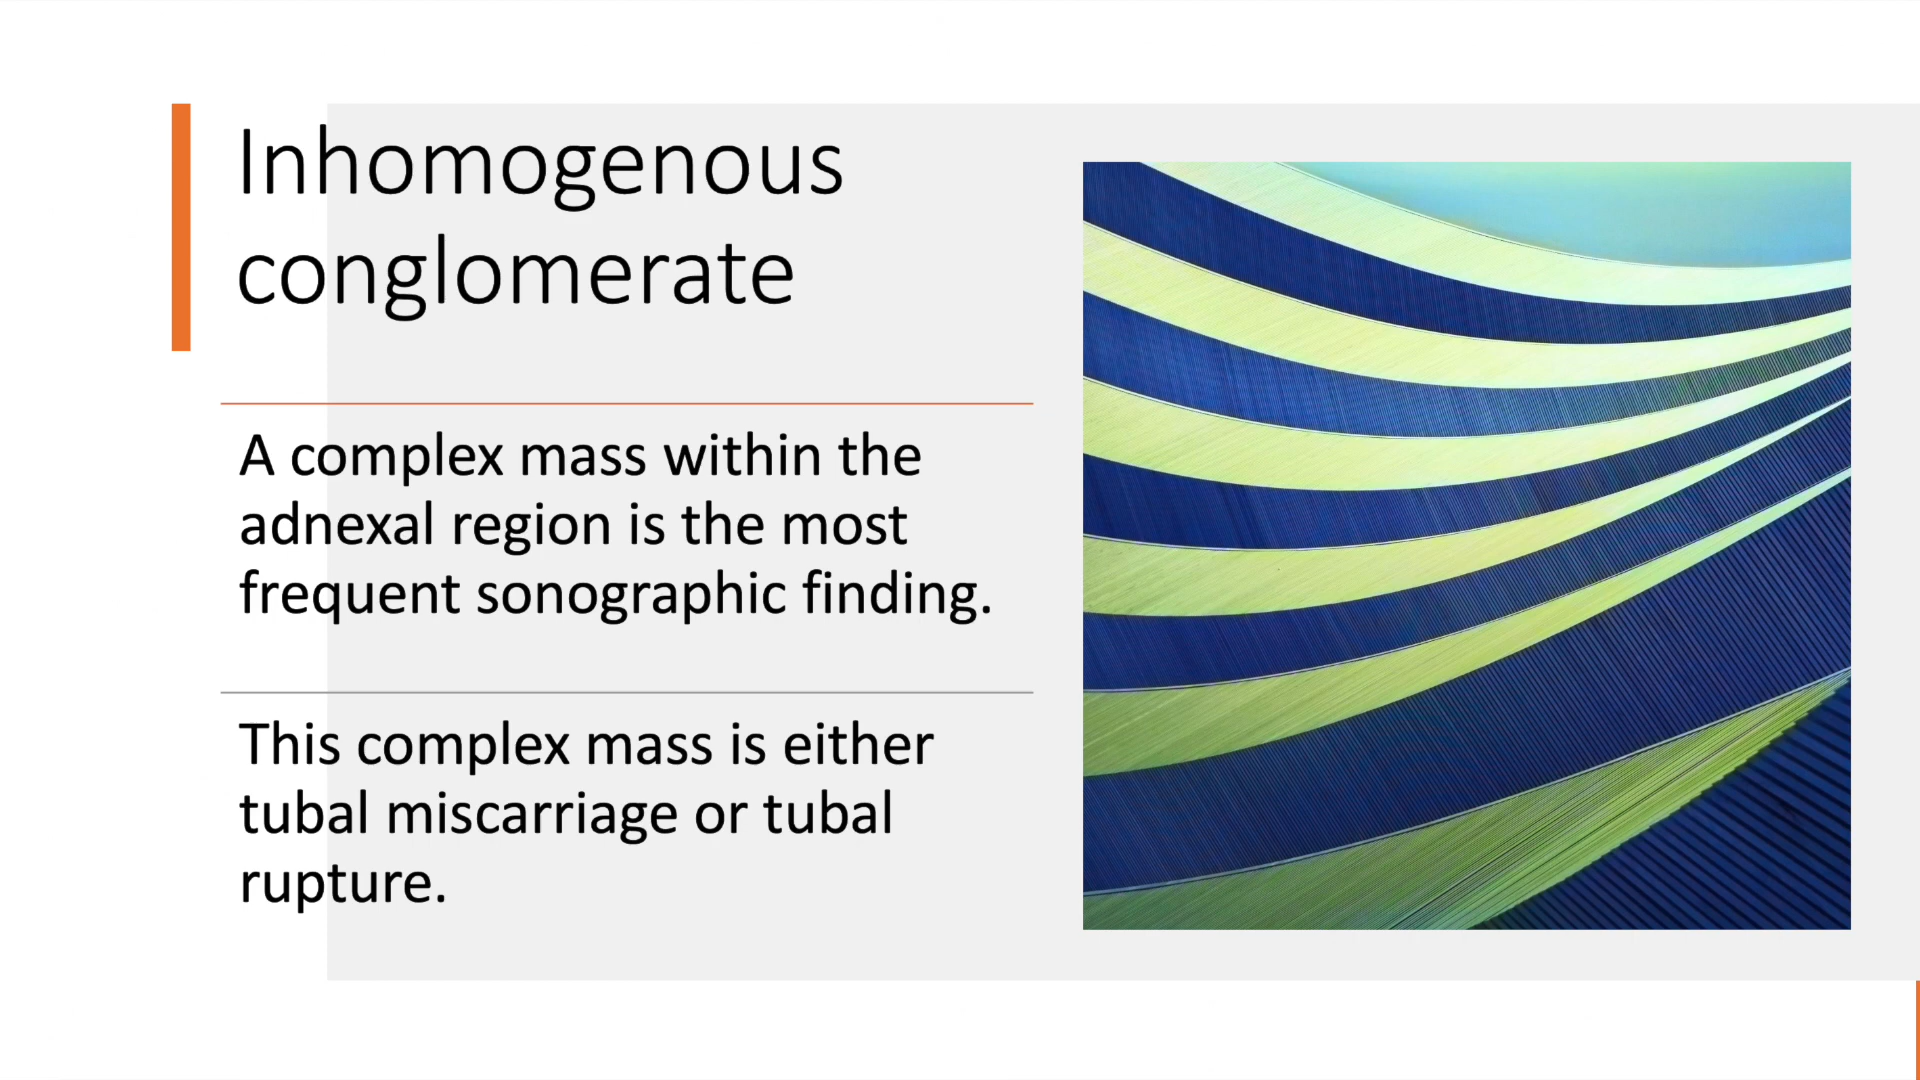 Inhomogenous
conglomerate
A complex mass within the
adnexal region is the most
frequent sonographic finding.
This complex mass is either
tubal miscarriage or tubal
rupture.